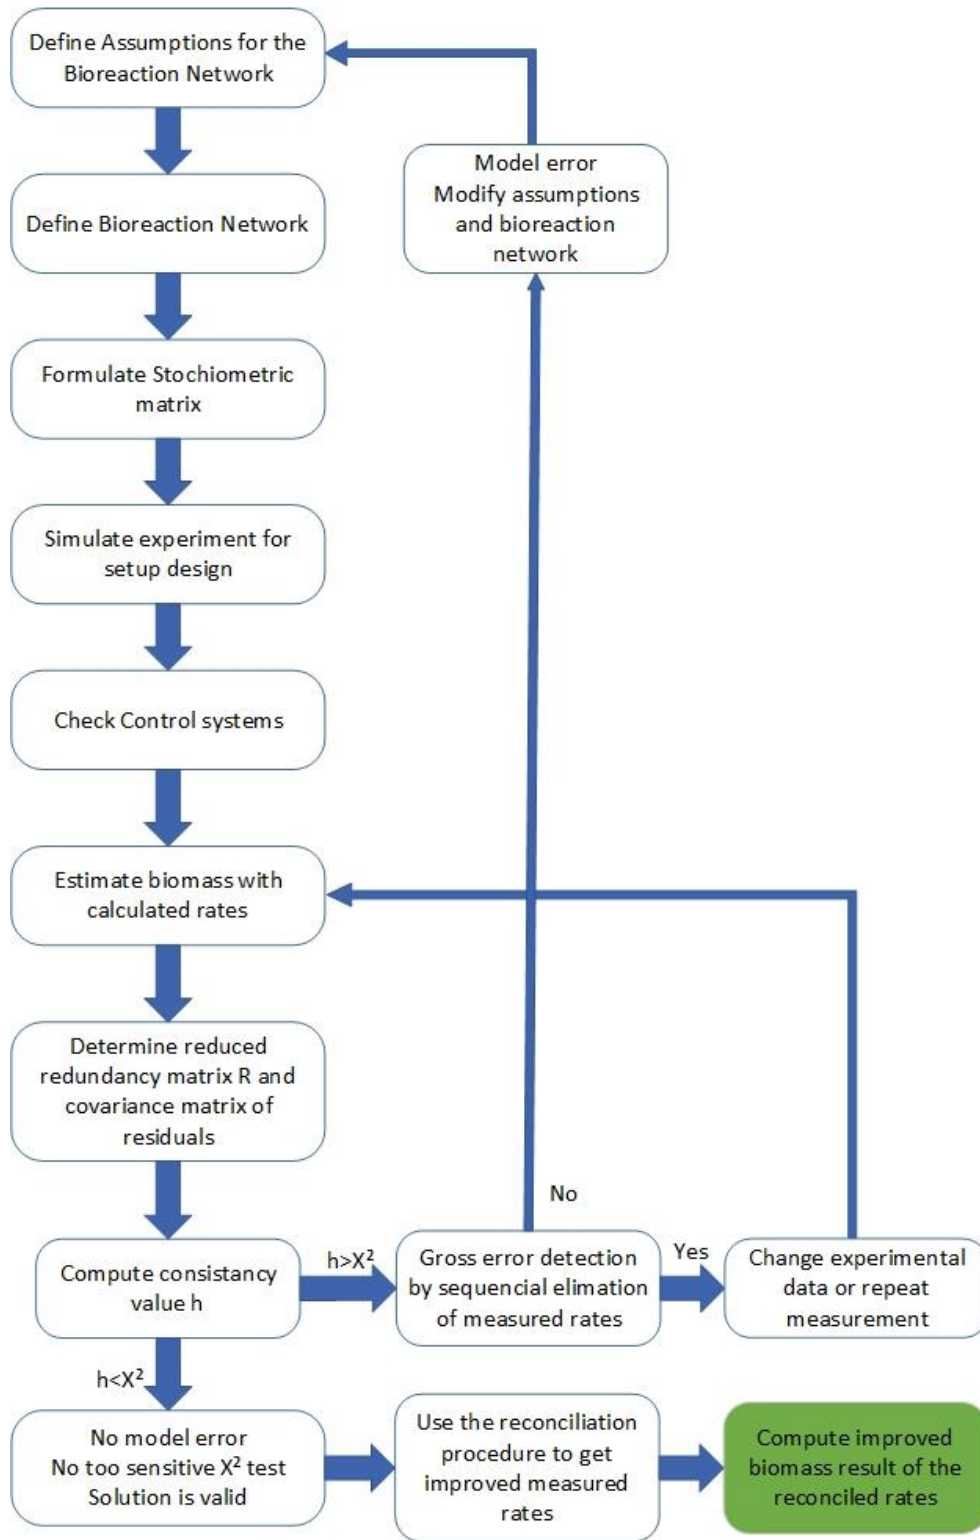 Define Assumptions for the
Bioreaction Network
Model error
Modify assumptions
and bioreaction
network
Define Bioreaction Network
Formulate Stochiometric
matrix
Simulate experiment for
setup design
Check Control systems
Estimate biomass with
calculated rates
Determine reduced
redundancy matrix R and
covariance matrix of
residuals
No
Compute consistancy
value h
h>X²
Gross error detection
by sequencial elimation
of measured rates
Yes
Change experimental
data or repeat
measurement
h<X²
No model error
No too sensitive X² test
Solution is valid
Use the reconciliation
procedure to get
improved measured
rates
Compute improved
biomass result of the
reconciled rates